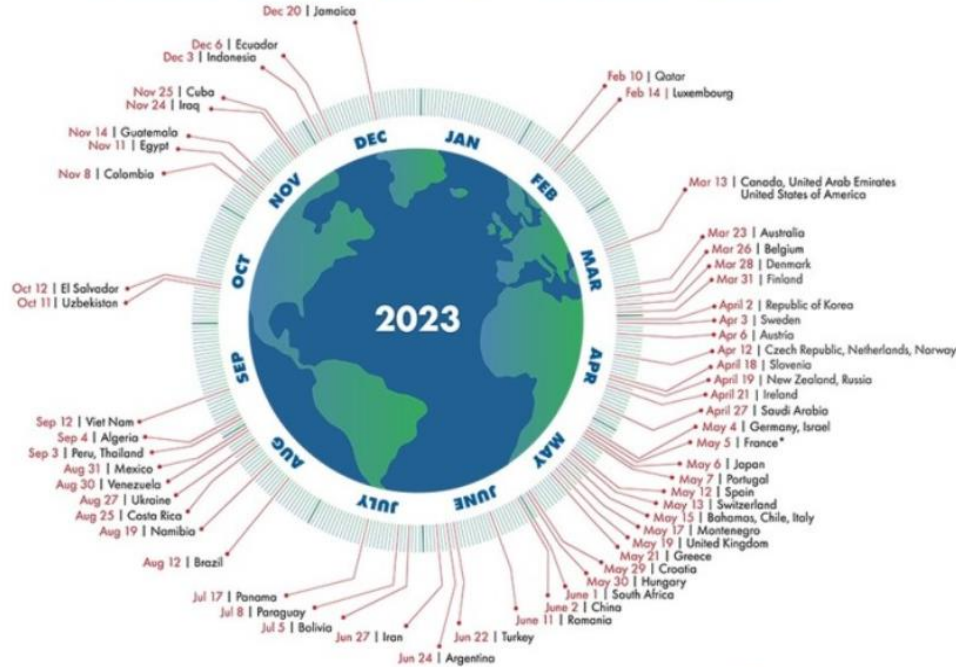 Dec 20 | Jamaica
Dec 6 | Ecuador
Dec 3 | Indonesia
Nov 25 | Cuba
Nov 24 | Iraq
Nov 14 | Guatemala
Nov 11 | Egypt
Nov 8 | Colombia
Oct 12 | El Salvador
Oct 11 | Uzbekistan
Sep 12 | Viet Nam
Sep 4 | Algeria
Sep 3 | Peru, Thailand
Aug 31 | Mexico
Aug 30 | Venezuela
Aug 27 | Ukraine
Aug 25 | Costa Rica
Aug 19 | Namibia
Aug 12 | Brazil
Jul 17 | Panama
Jul 8 | Paraguay
Jul 5 | Bolivia
Jun 27 | Iran
Jun 24 | Argentina
Jun 22 | Turkey
Feb 10 | Qatar
Feb 14 | Luxembourg
Mar 13 | Canada, United Arab Emirates
United States of America
Mar 23 | Australia
Mar 26 | Belgium
Mar 28 | Denmark
Mar 31 | Finland
April 2 | Republic of Korea
Apr 3 | Sweden
Apr 6 | Austria
Apr 12 | Czech Republic, Netherlands, Norway
April 18 | Slovenia
April 19 | New Zealand, Russia
April 21 | Ireland
April 27 | Saudi Arabia
May 4 | Germany, Israel
May 5 | France*
May 6 | Japan
May 7 | Portugal
May 12 | Spain
May 13 | Switzerland
May 15 | Bahamas, Chile, Italy
May 17 | Montenegro
May 19 | United Kingdom
May 21 | Greece
May 29 | Croatia
May 30 | Hungary
June 1 | South Africa
June 2 | China
June 11 | Romania
JAN
FEB
MAR
APR
MAY
JUNE
JULY
AUG
SEP
OCT
NOV
DEC
2023